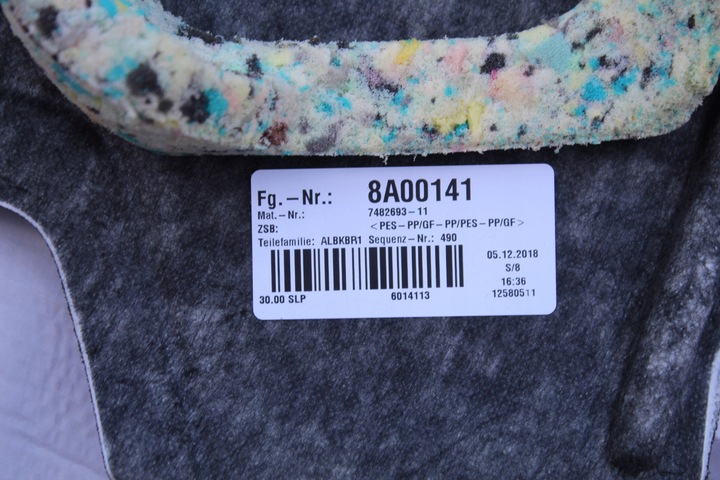 Fg.-Nr.: 8A00141
Mat.-Nr.: 7482693-11
ZSB: <PES-PP/GF-PP/PES-PP/GF>
Teilefamilie: ALBKBR1 Sequenz-Nr.: 490
05.12.2018
S/8
16:36
30.00 SLP 6014113 12580511